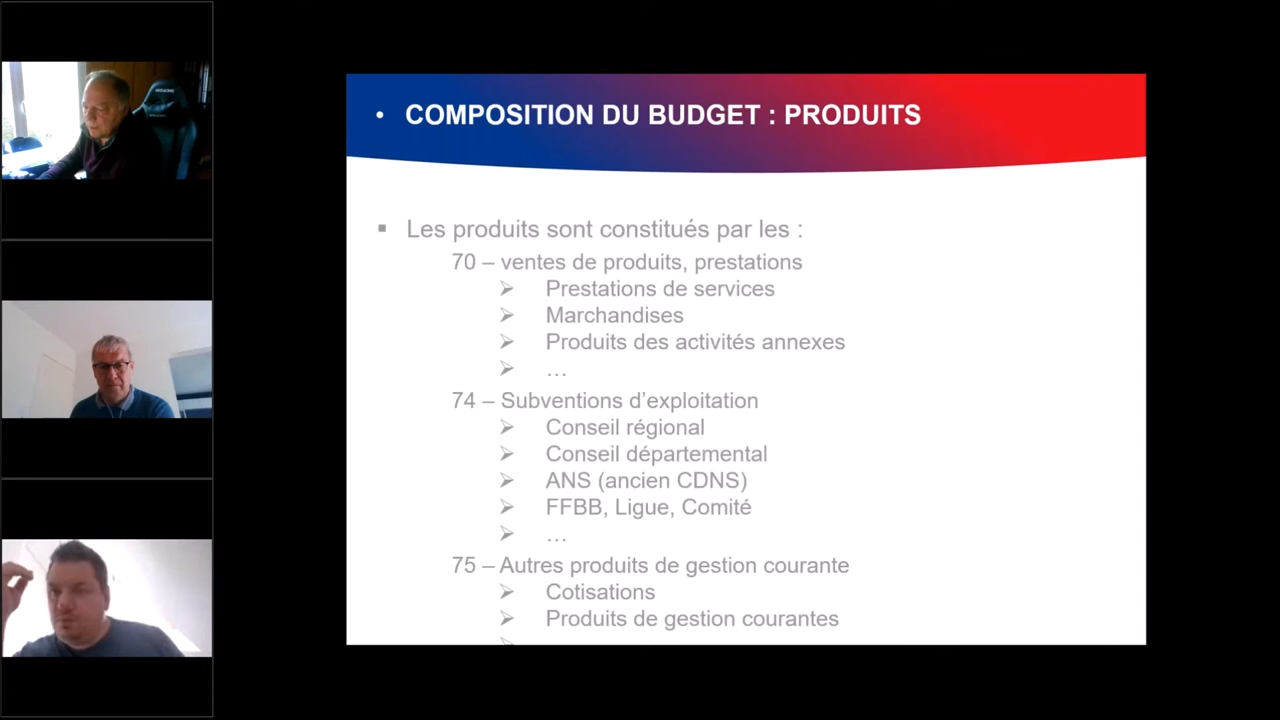 • COMPOSITION DU BUDGET : PRODUITS
▪ Les produits sont constitués par les :
70 – ventes de produits, prestations
➢ Prestations de services
➢ Marchandises
➢ Produits des activités annexes
➢ …
74 – Subventions d’exploitation
➢ Conseil régional
➢ Conseil départemental
➢ ANS (ancien CDNS)
➢ FFBB, Ligue, Comité
➢ …
75 – Autres produits de gestion courante
➢ Cotisations
➢ Produits de gestion courantes